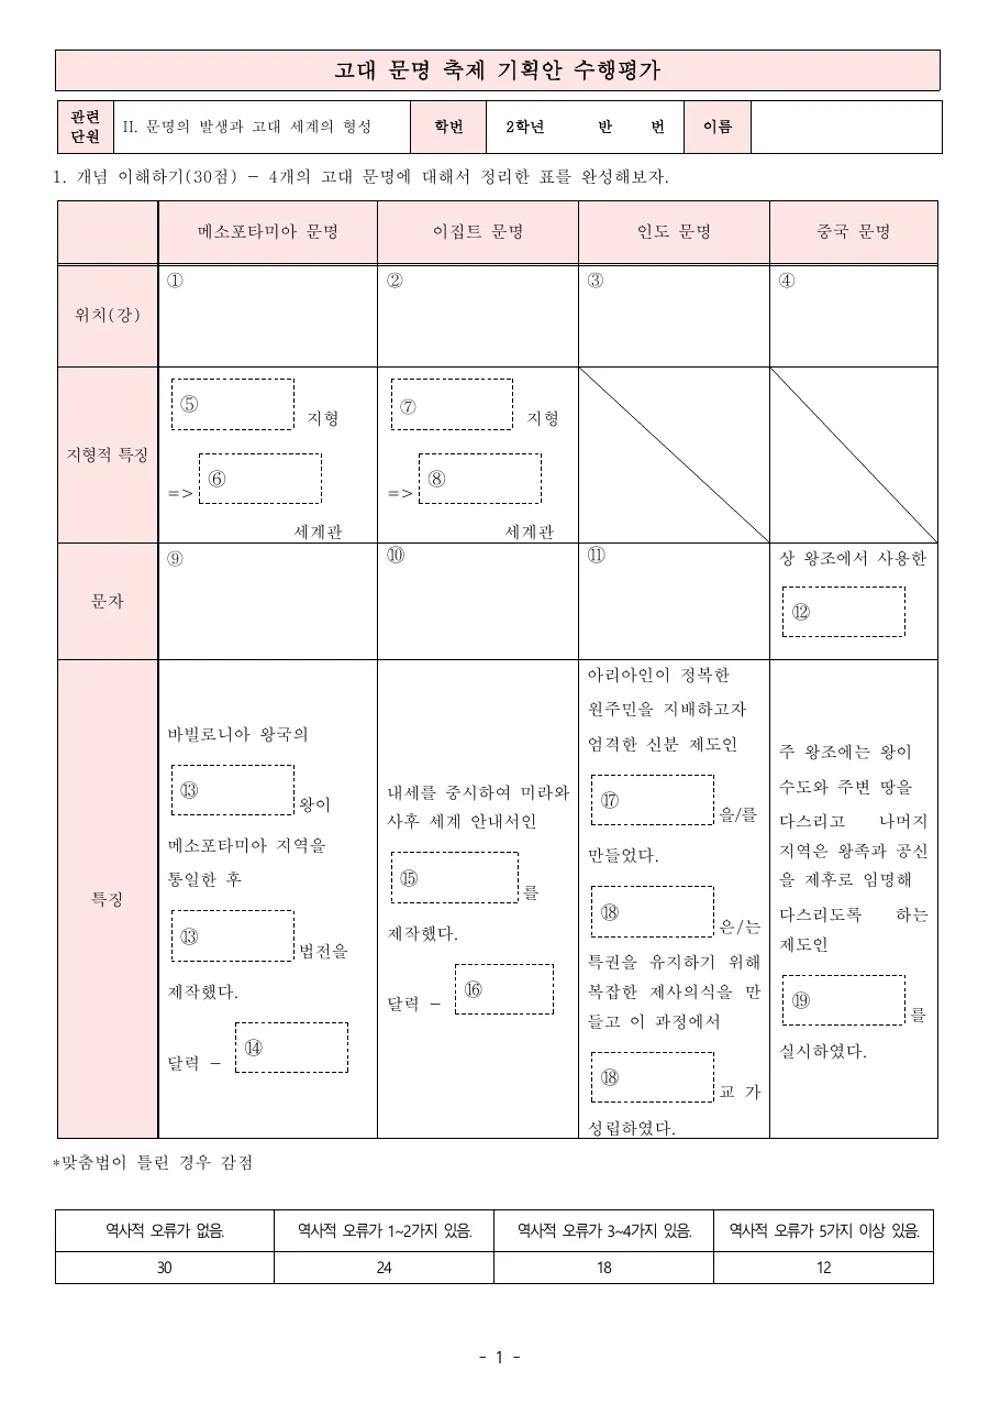 고대 문명 축제 기획안 수행평가
관련
단원
II. 문명의 발생과 고대 세계의 형성
학번
2학년 반 번
이름
1. 개념 이해하기(30점) - 4개의 고대 문명에 대해서 정리한 표를 완성해보자.
메소포타미아 문명
이집트 문명
인도 문명
중국 문명
위치(강)
①
②
③
④
지형적 특징
⑤
지형
=> ⑥
세계관
⑦
지형
=> ⑧
세계관
문자
⑨
⑩
⑪
상 왕조에서 사용한
⑫
특징
바빌로니아 왕국의
⑬ 왕이
메소포타미아 지역을
통일한 후
⑬ 법전을
제작했다.
달력 - ⑭
내세를 중시하여 미라와
사후 세계 안내서인
⑮ 를
제작했다.
달력 - ⑯
아리아인이 정복한
원주민을 지배하고자
엄격한 신분 제도인
⑰ 을/를
만들었다.
⑱ 은/는
특권을 유지하기 위해
복잡한 제사의식을 만
들고 이 과정에서
⑱ 교 가
성립하였다.
주 왕조에는 왕이
수도와 주변 땅을
다스리고 나머지
지역은 왕족과 공신
을 제후로 임명해
다스리도록 하는
제도인
⑲ 를
실시하였다.
*맞춤법이 틀린 경우 감점
역사적 오류가 없음.
역사적 오류가 1~2가지 있음.
역사적 오류가 3~4가지 있음.
역사적 오류가 5가지 이상 있음.
30
24
18
12
- 1 -